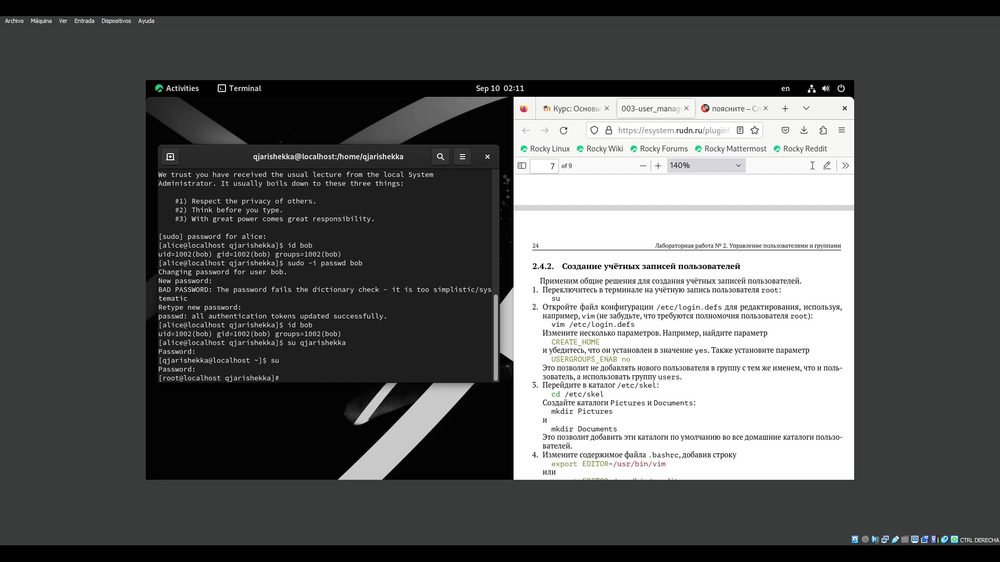 Archivo Máquina Ver Entrada Dispositivos Ayuda
Activities Terminal Sep 10 02:11 en
qjarishekka@localhost:/home/qjarishekka
We trust you have received the usual lecture from the local System
Administrator. It usually boils down to these three things:
#1) Respect the privacy of others.
#2) Think before you type.
#3) With great power comes great responsibility.
[sudo] password for alice:
[alice@localhost qjarishekka]$ id bob
uid=1002(bob) gid=1002(bob) groups=1002(bob)
[alice@localhost qjarishekka]$ sudo -i passwd bob
Changing password for user bob.
New password:
BAD PASSWORD: The password fails the dictionary check - it is too simplistic/sys
tematic
Retype new password:
passwd: all authentication tokens updated successfully.
[alice@localhost qjarishekka]$ id bob
uid=1002(bob) gid=1002(bob) groups=1002(bob)
[alice@localhost qjarishekka]$ su qjarishekka
Password:
[qjarishekka@localhost ~]$ su
Password:
[root@localhost qjarishekka]#
Курс: Основы 003-user_manage поясните – Сл
https://esystem.rudn.ru/pluginf
Rocky Linux Rocky Wiki Rocky Forums Rocky Mattermost Rocky Reddit
7 of 9 140%
24 Лабораторная работа № 2. Управление пользователями и группами
2.4.2. Создание учётных записей пользователей
Применим общие решения для создания учётных записей пользователей.
1. Переключитесь в терминале на учётную запись пользователя root:
su
2. Откройте файл конфигурации /etc/login.defs для редактирования, используя,
например, vim (не забудьте, что требуются полномочия пользователя root):
vim /etc/login.defs
Измените несколько параметров. Например, найдите параметр
CREATE_HOME
и убедитесь, что он установлен в значение yes. Также установите параметр
USERGROUPS_ENAB no
Это позволит не добавлять нового пользователя в группу с тем же именем, что и поль-
зователь, а использовать группу users.
3. Перейдите в каталог /etc/skel:
cd /etc/skel
Создайте каталоги Pictures и Documents:
mkdir Pictures
и
mkdir Documents
Это позволит добавить эти каталоги по умолчанию во все домашние каталоги пользо-
вателей.
4. Измените содержимое файла .bashrc, добавив строку
export EDITOR=/usr/bin/vim
или
CTRL DERECHA